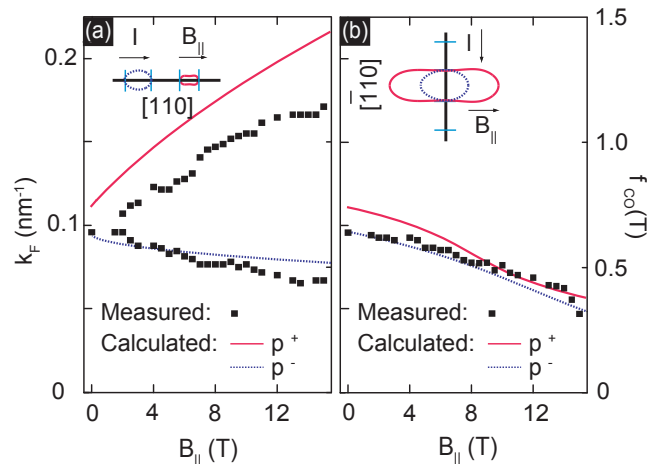 (a)
I
B||
[110]
0.2
0.1
0
k_F (nm⁻¹)
Measured:
Calculated:
p⁺
p⁻
0
4
8
12
B|| (T)
(b)
I
[1̄10]
B||
1.5
1.0
0.5
0
f_CO(T)
Measured:
Calculated:
p⁺
p⁻
0
4
8
12
B|| (T)